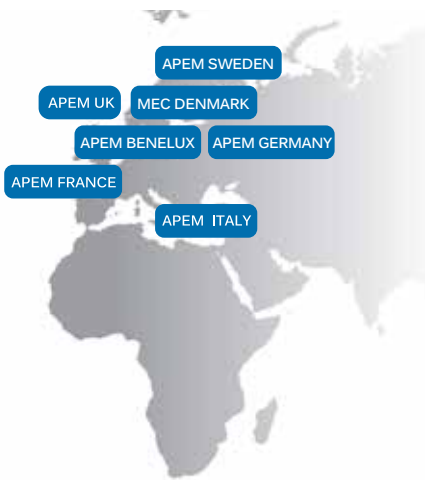 APEM SWEDEN
APEM UK
MEC DENMARK
APEM BENELUX
APEM GERMANY
APEM FRANCE
APEM ITALY